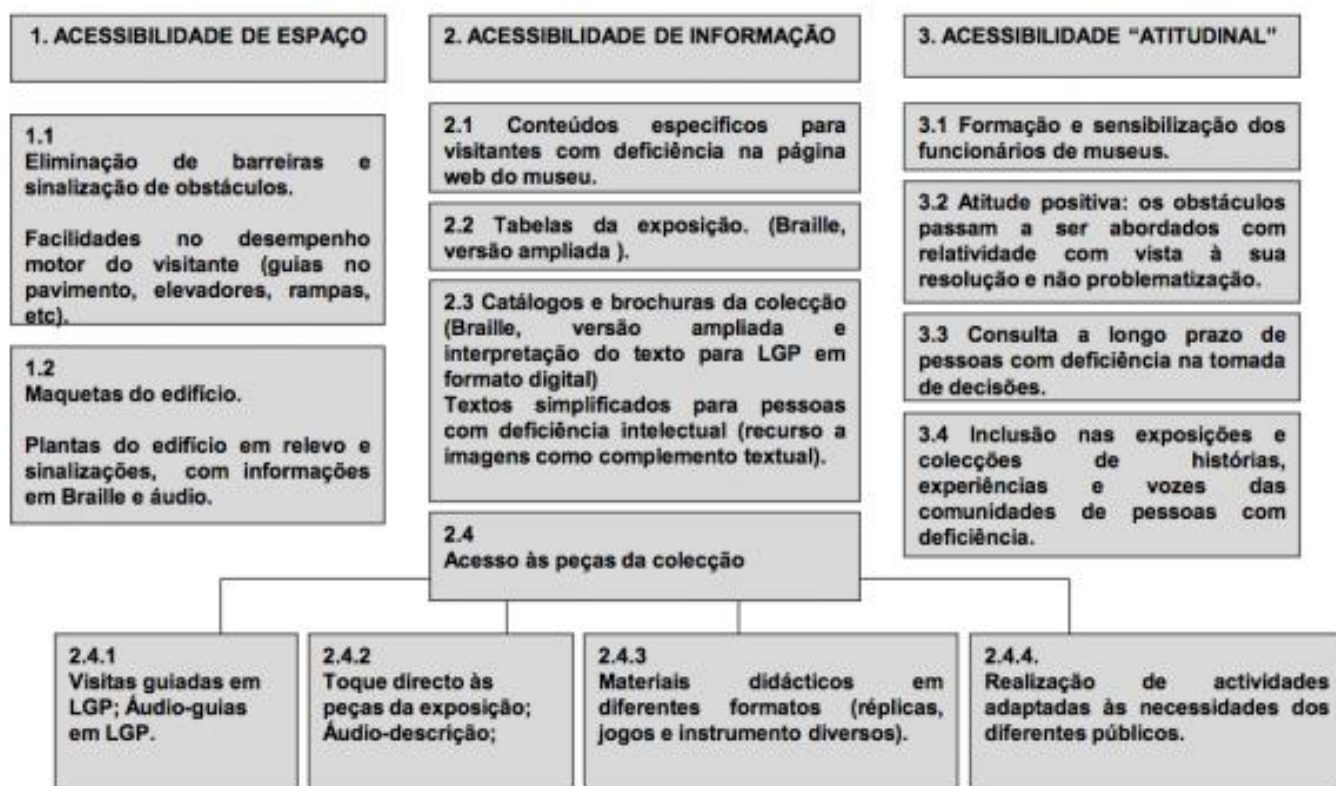 1. ACESSIBILIDADE DE ESPAÇO
1.1
Eliminação de barreiras e
sinalização de obstáculos.
Facilidades no desempenho
motor do visitante (guias no
pavimento, elevadores, rampas,
etc).
1.2
Maquetas do edifício.
Plantas do edifício em relevo e
sinalizações, com informações
em Braille e áudio.
2. ACESSIBILIDADE DE INFORMAÇÃO
2.1 Conteúdos específicos para
visitantes com deficiência na página
web do museu.
2.2 Tabelas da exposição. (Braille,
versão ampliada ).
2.3 Catálogos e brochuras da colecção
(Braille, versão ampliada e
interpretação do texto para LGP em
formato digital)
Textos simplificados para pessoas
com deficiência intelectual (recurso a
imagens como complemento textual).
2.4
Acesso às peças da colecção
3. ACESSIBILIDADE “ATITUDINAL”
3.1 Formação e sensibilização dos
funcionários de museus.
3.2 Atitude positiva: os obstáculos
passam a ser abordados com
relatividade com vista à sua
resolução e não problematização.
3.3 Consulta a longo prazo de
pessoas com deficiência na tomada
de decisões.
3.4 Inclusão nas exposições e
colecções de histórias,
experiências e vozes das
comunidades de pessoas com
deficiência.
2.4.1
Visitas guiadas em
LGP; Áudio-guias
em LGP.
2.4.2
Toque directo às
peças da exposição;
Áudio-descrição;
2.4.3
Materiais didácticos em
diferentes formatos (réplicas,
jogos e instrumento diversos).
2.4.4.
Realização de actividades
adaptadas às necessidades dos
diferentes públicos.